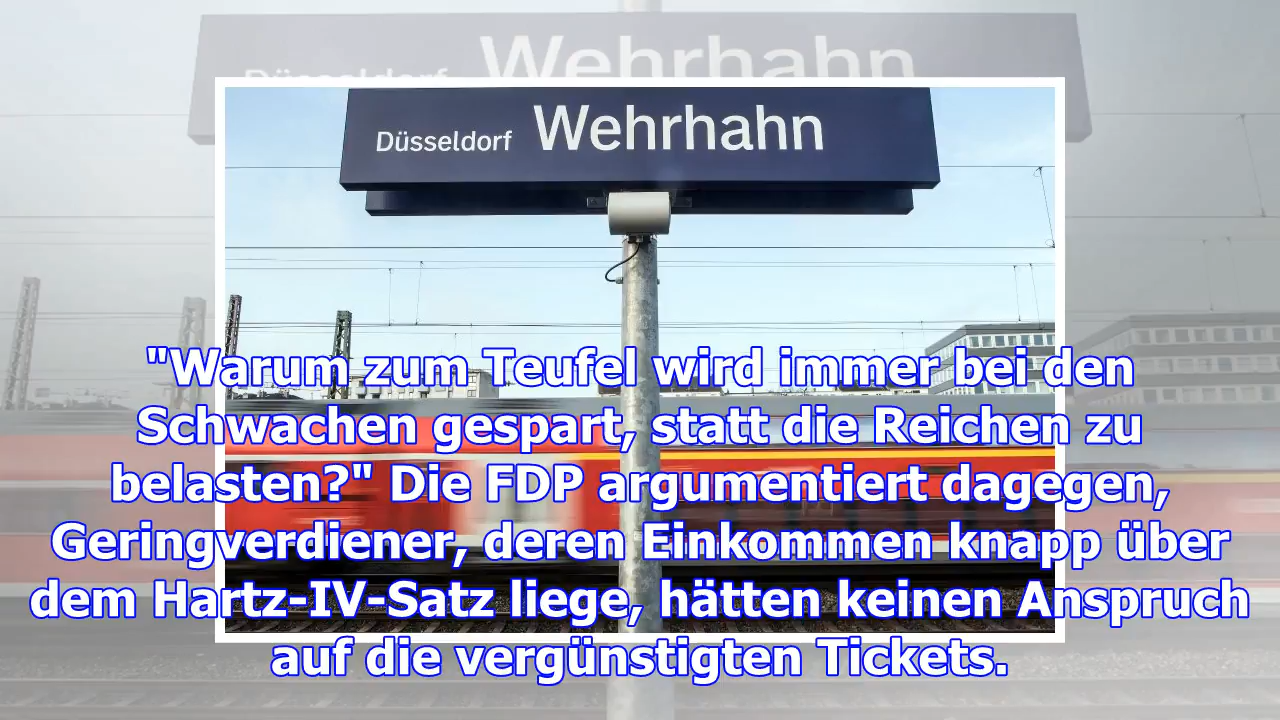 Düsseldorf Wehrhahn
Düsseldorf Wehrhahn
"Warum zum Teufel wird immer bei den
Schwachen gespart, statt die Reichen zu
belasten?" Die FDP argumentiert dagegen,
Geringverdiener, deren Einkommen knapp über
dem Hartz-IV-Satz liege, hätten keinen Anspruch
auf die vergünstigten Tickets.